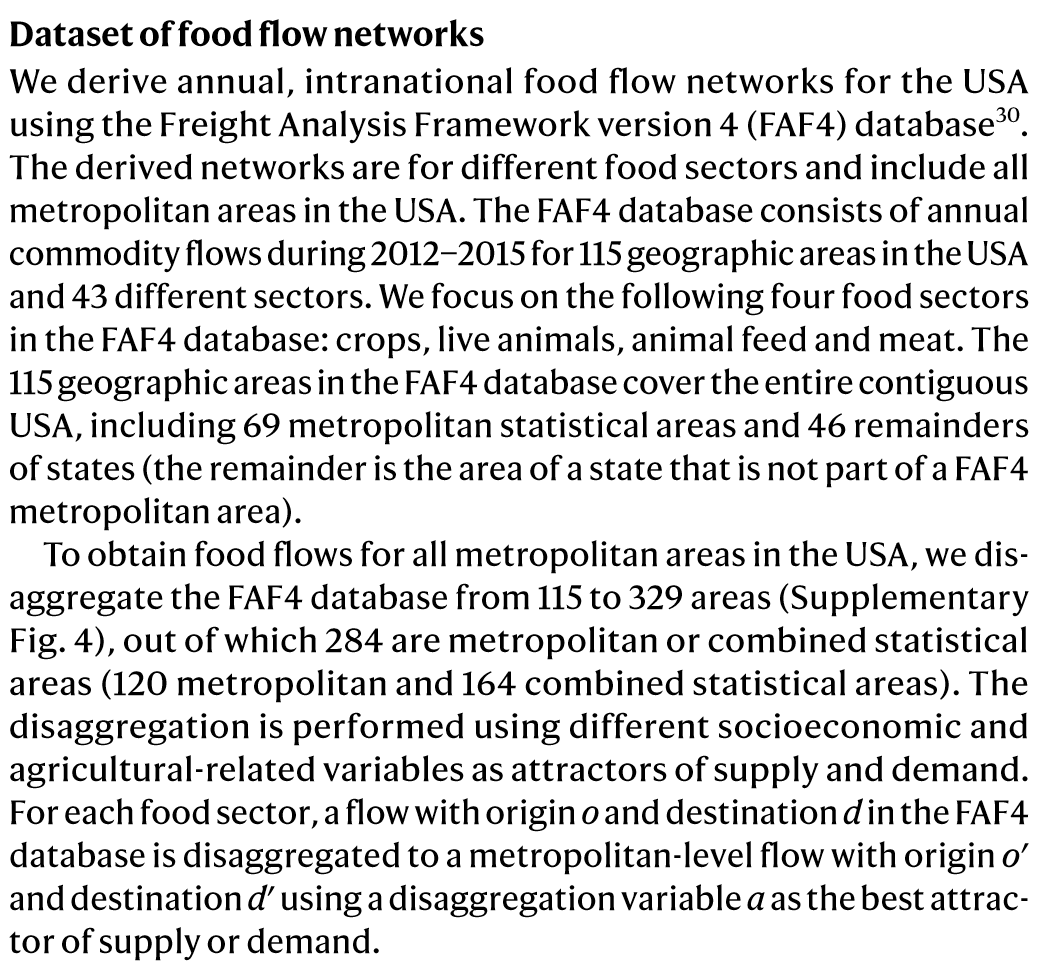 Dataset of food flow networks
We derive annual, intranational food flow networks for the USA
using the Freight Analysis Framework version 4 (FAF4) database30.
The derived networks are for different food sectors and include all
metropolitan areas in the USA. The FAF4 database consists of annual
commodity flows during 2012–2015 for 115 geographic areas in the USA
and 43 different sectors. We focus on the following four food sectors
in the FAF4 database: crops, live animals, animal feed and meat. The
115 geographic areas in the FAF4 database cover the entire contiguous
USA, including 69 metropolitan statistical areas and 46 remainders
of states (the remainder is the area of a state that is not part of a FAF4
metropolitan area).
To obtain food flows for all metropolitan areas in the USA, we dis-
aggregate the FAF4 database from 115 to 329 areas (Supplementary
Fig. 4), out of which 284 are metropolitan or combined statistical
areas (120 metropolitan and 164 combined statistical areas). The
disaggregation is performed using different socioeconomic and
agricultural-related variables as attractors of supply and demand.
For each food sector, a flow with origin o and destination d in the FAF4
database is disaggregated to a metropolitan-level flow with origin o′
and destination d′ using a disaggregation variable a as the best attrac-
tor of supply or demand.